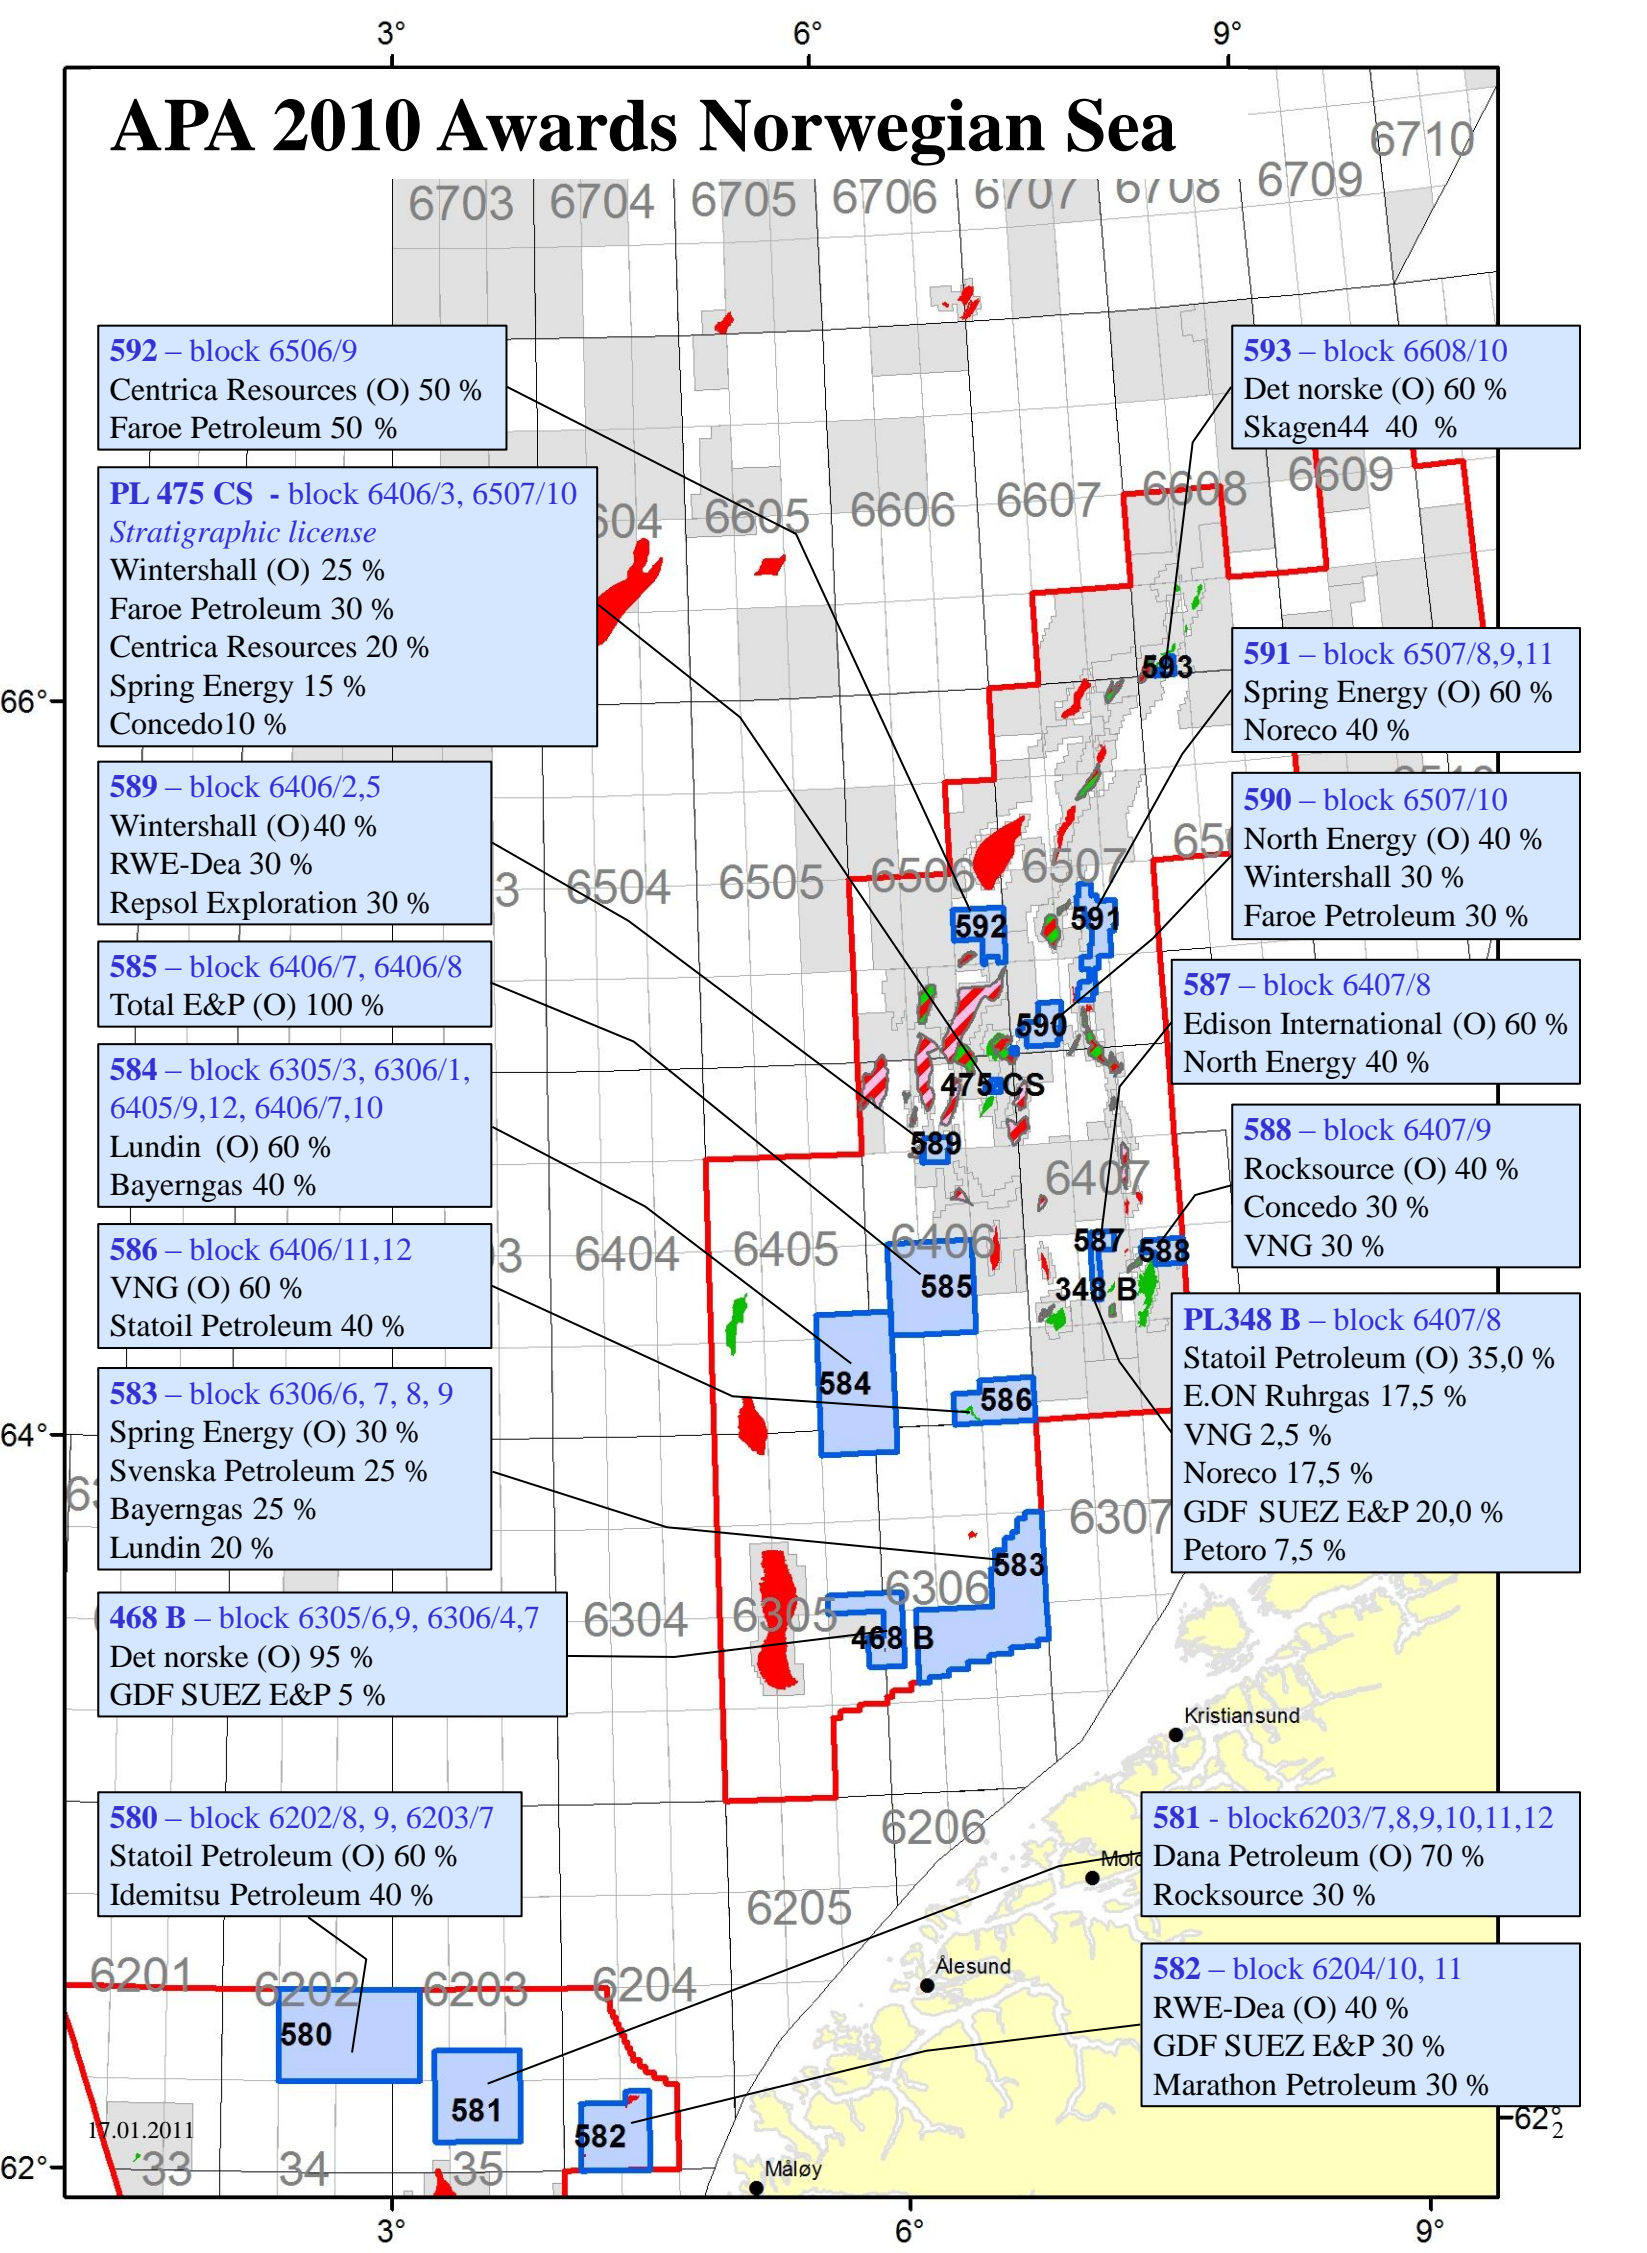 3° 6° 9°
APA 2010 Awards Norwegian Sea
6710
6703 6704 6705 6706 6707 6708 6709
592 – block 6506/9
Centrica Resources (O) 50 %
Faroe Petroleum 50 %
593 – block 6608/10
Det norske (O) 60 %
Skagen44 40 %
PL 475 CS - block 6406/3, 6507/10
Stratigraphic license
Wintershall (O) 25 %
Faroe Petroleum 30 %
Centrica Resources 20 %
Spring Energy 15 %
Concedo10 %
604 6605 6606 6607 6608 6609
593
591 – block 6507/8,9,11
Spring Energy (O) 60 %
Noreco 40 %
66°
589 – block 6406/2,5
Wintershall (O)40 %
RWE-Dea 30 %
Repsol Exploration 30 %
590 – block 6507/10
North Energy (O) 40 %
Wintershall 30 %
Faroe Petroleum 30 %
3 6504 6505 6506 6507 65
592 591
585 – block 6406/7, 6406/8
Total E&P (O) 100 %
587 – block 6407/8
Edison International (O) 60 %
North Energy 40 %
590
475 CS
584 – block 6305/3, 6306/1,
6405/9,12, 6406/7,10
Lundin (O) 60 %
Bayerngas 40 %
588 – block 6407/9
Rocksource (O) 40 %
Concedo 30 %
VNG 30 %
589
6407
586 – block 6406/11,12
VNG (O) 60 %
Statoil Petroleum 40 %
3 6404 6405 6406
587 588
585
348 B
PL348 B – block 6407/8
Statoil Petroleum (O) 35,0 %
E.ON Ruhrgas 17,5 %
VNG 2,5 %
Noreco 17,5 %
GDF SUEZ E&P 20,0 %
Petoro 7,5 %
583 – block 6306/6, 7, 8, 9
Spring Energy (O) 30 %
Svenska Petroleum 25 %
Bayerngas 25 %
Lundin 20 %
584
586
64°
63
6307
583
468 B – block 6305/6,9, 6306/4,7
Det norske (O) 95 %
GDF SUEZ E&P 5 %
6304 6305 6306
468 B
Kristiansund
580 – block 6202/8, 9, 6203/7
Statoil Petroleum (O) 60 %
Idemitsu Petroleum 40 %
581 - block6203/7,8,9,10,11,12
Dana Petroleum (O) 70 %
Rocksource 30 %
6206
Mold
6205
Ålesund
582 – block 6204/10, 11
RWE-Dea (O) 40 %
GDF SUEZ E&P 30 %
Marathon Petroleum 30 %
6201 6202 6203 6204
580
581
582
17.01.2011
62°
2
62°
33 34 35
Måløy
3° 6° 9°